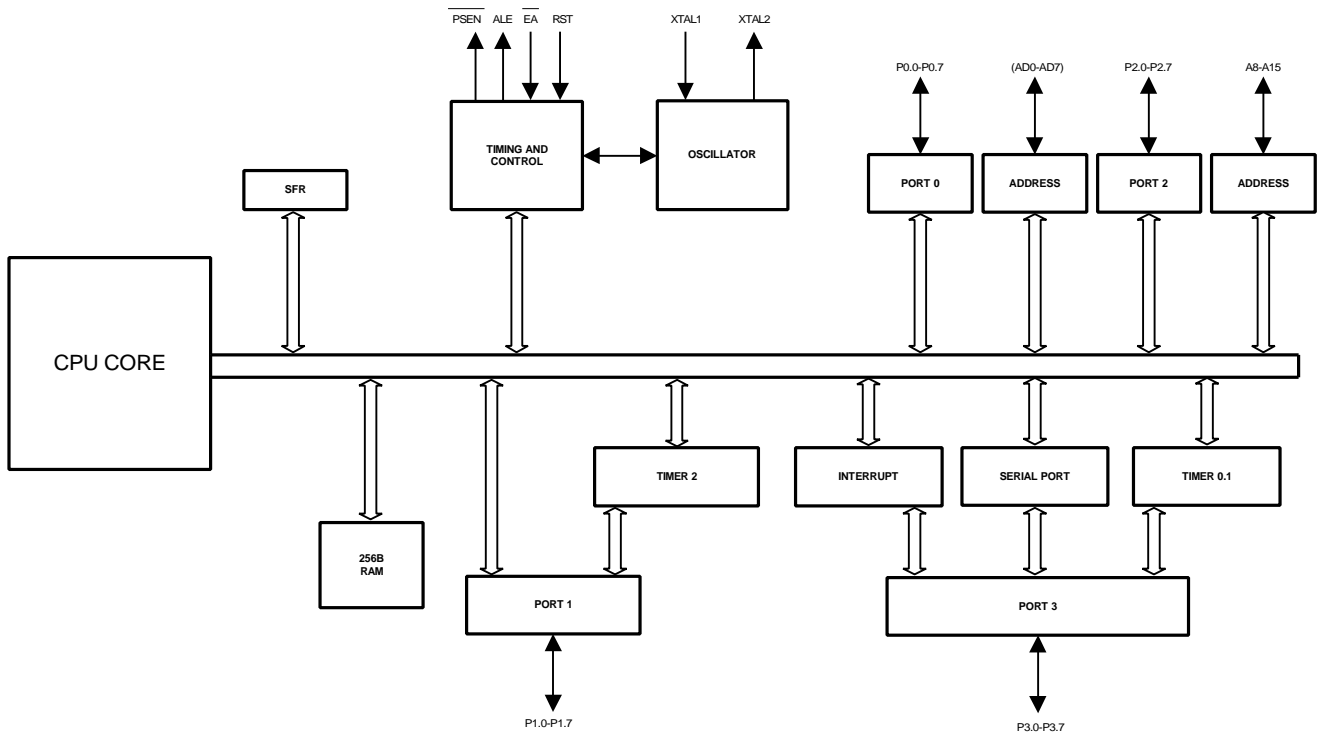 PSEN ALE EA RST XTAL1 XTAL2
P0.0-P0.7 (AD0-AD7) P2.0-P2.7 A8-A15
TIMING AND
CONTROL
OSCILLATOR
PORT 0 ADDRESS PORT 2 ADDRESS
SFR
CPU CORE
TIMER 2 INTERRUPT SERIAL PORT TIMER 0.1
256B
RAM
PORT 1 PORT 3
P1.0-P1.7 P3.0-P3.7